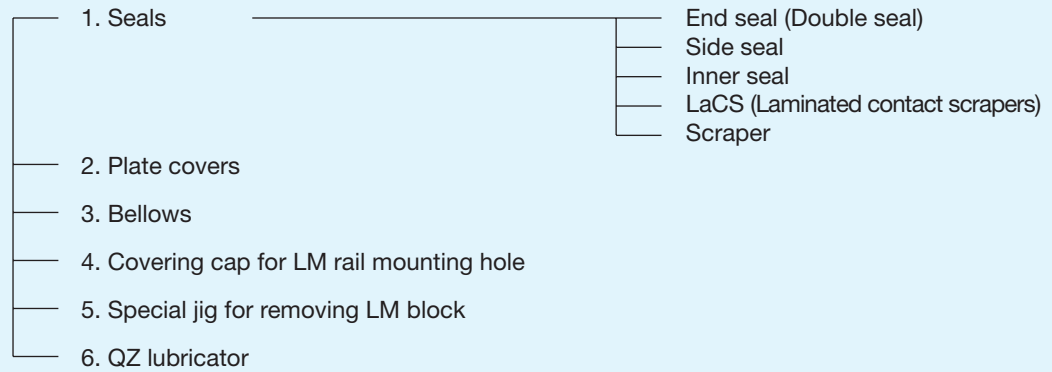 1. Seals
End seal (Double seal)
Side seal
Inner seal
LaCS (Laminated contact scrapers)
Scraper
2. Plate covers
3. Bellows
4. Covering cap for LM rail mounting hole
5. Special jig for removing LM block
6. QZ lubricator